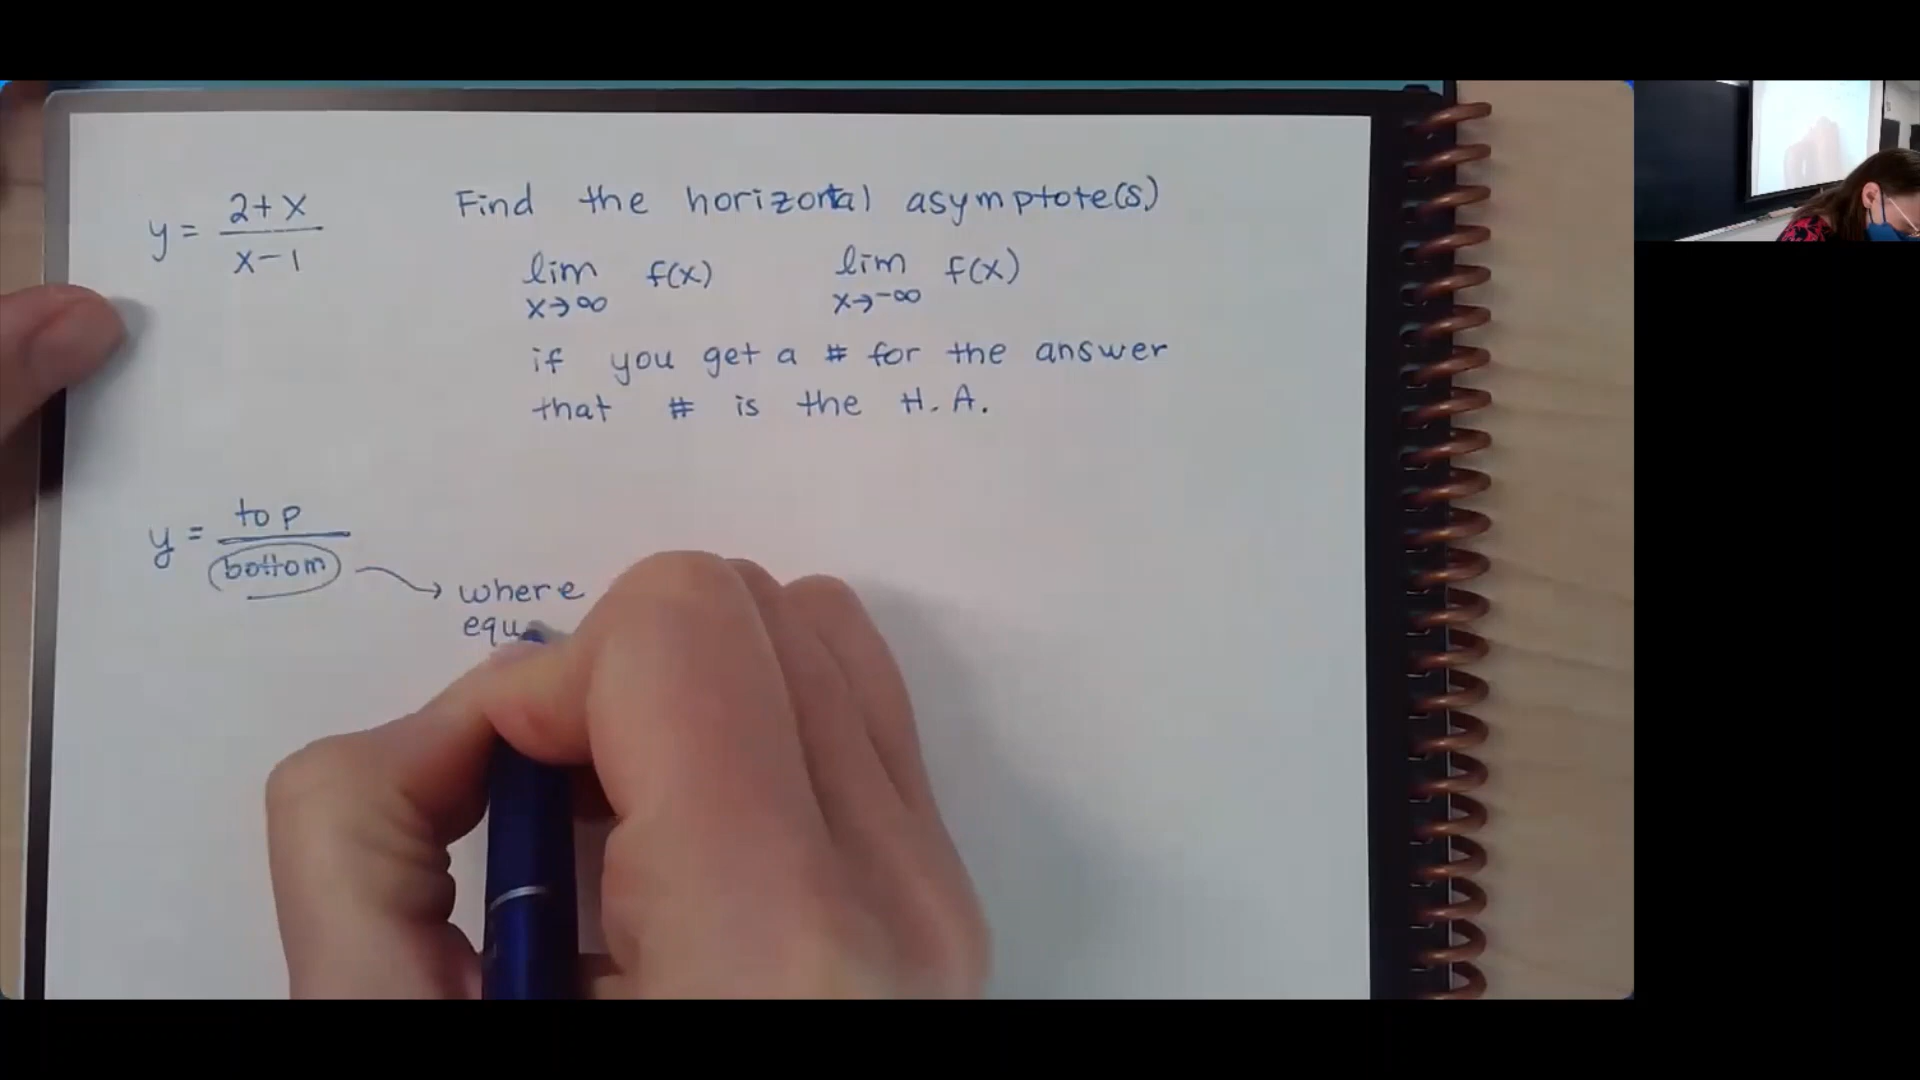 y = 2+x / x-1
Find the horizontal asymptote(s)
lim x→∞ f(x)
lim x→-∞ f(x)
if you get a # for the answer
that # is the H.A.
y = top / bottom → where
equ